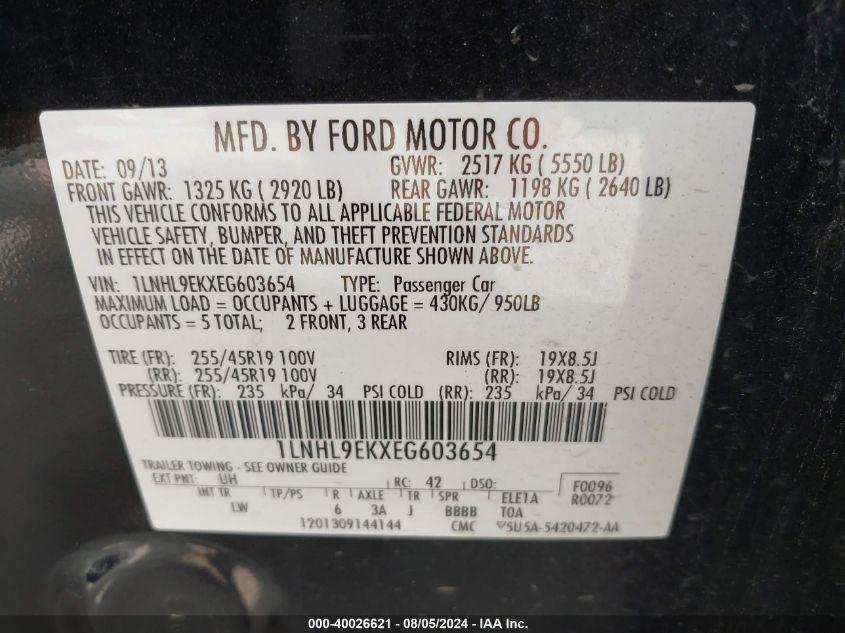 MFD. BY FORD MOTOR CO.
DATE: 09/13 GVWR: 2517 KG ( 5550 LB)
FRONT GAWR: 1325 KG ( 2920 LB) REAR GAWR: 1198 KG ( 2640 LB)
THIS VEHICLE CONFORMS TO ALL APPLICABLE FEDERAL MOTOR
VEHICLE SAFETY, BUMPER, AND THEFT PREVENTION STANDARDS
IN EFFECT ON THE DATE OF MANUFACTURE SHOWN ABOVE.
VIN: 1LNHL9EKXEG603654 TYPE: Passenger Car
MAXIMUM LOAD = OCCUPANTS + LUGGAGE = 430KG/ 950LB
OCCUPANTS = 5 TOTAL; 2 FRONT, 3 REAR
TIRE (FR): 255/45R19 100V RIMS (FR): 19X8.5J
(RR): 255/45R19 100V (RR): 19X8.5J
PRESSURE (FR): 235 kPa/ 34 PSI COLD (RR): 235 kPa/ 34 PSI COLD
1LNHL9EKXEG603654
TRAILER TOWING - SEE OWNER GUIDE
EXT PNT: UH RC: 42 DSO: F0096
INT TR TP/PS R AXLE TR SPR ELE1A R0072
LW 6 3A J BBBB TOA
1201309144144 CMC 5U5A-5420472-AA
000-40026621 - 08/05/2024 - IAA Inc.